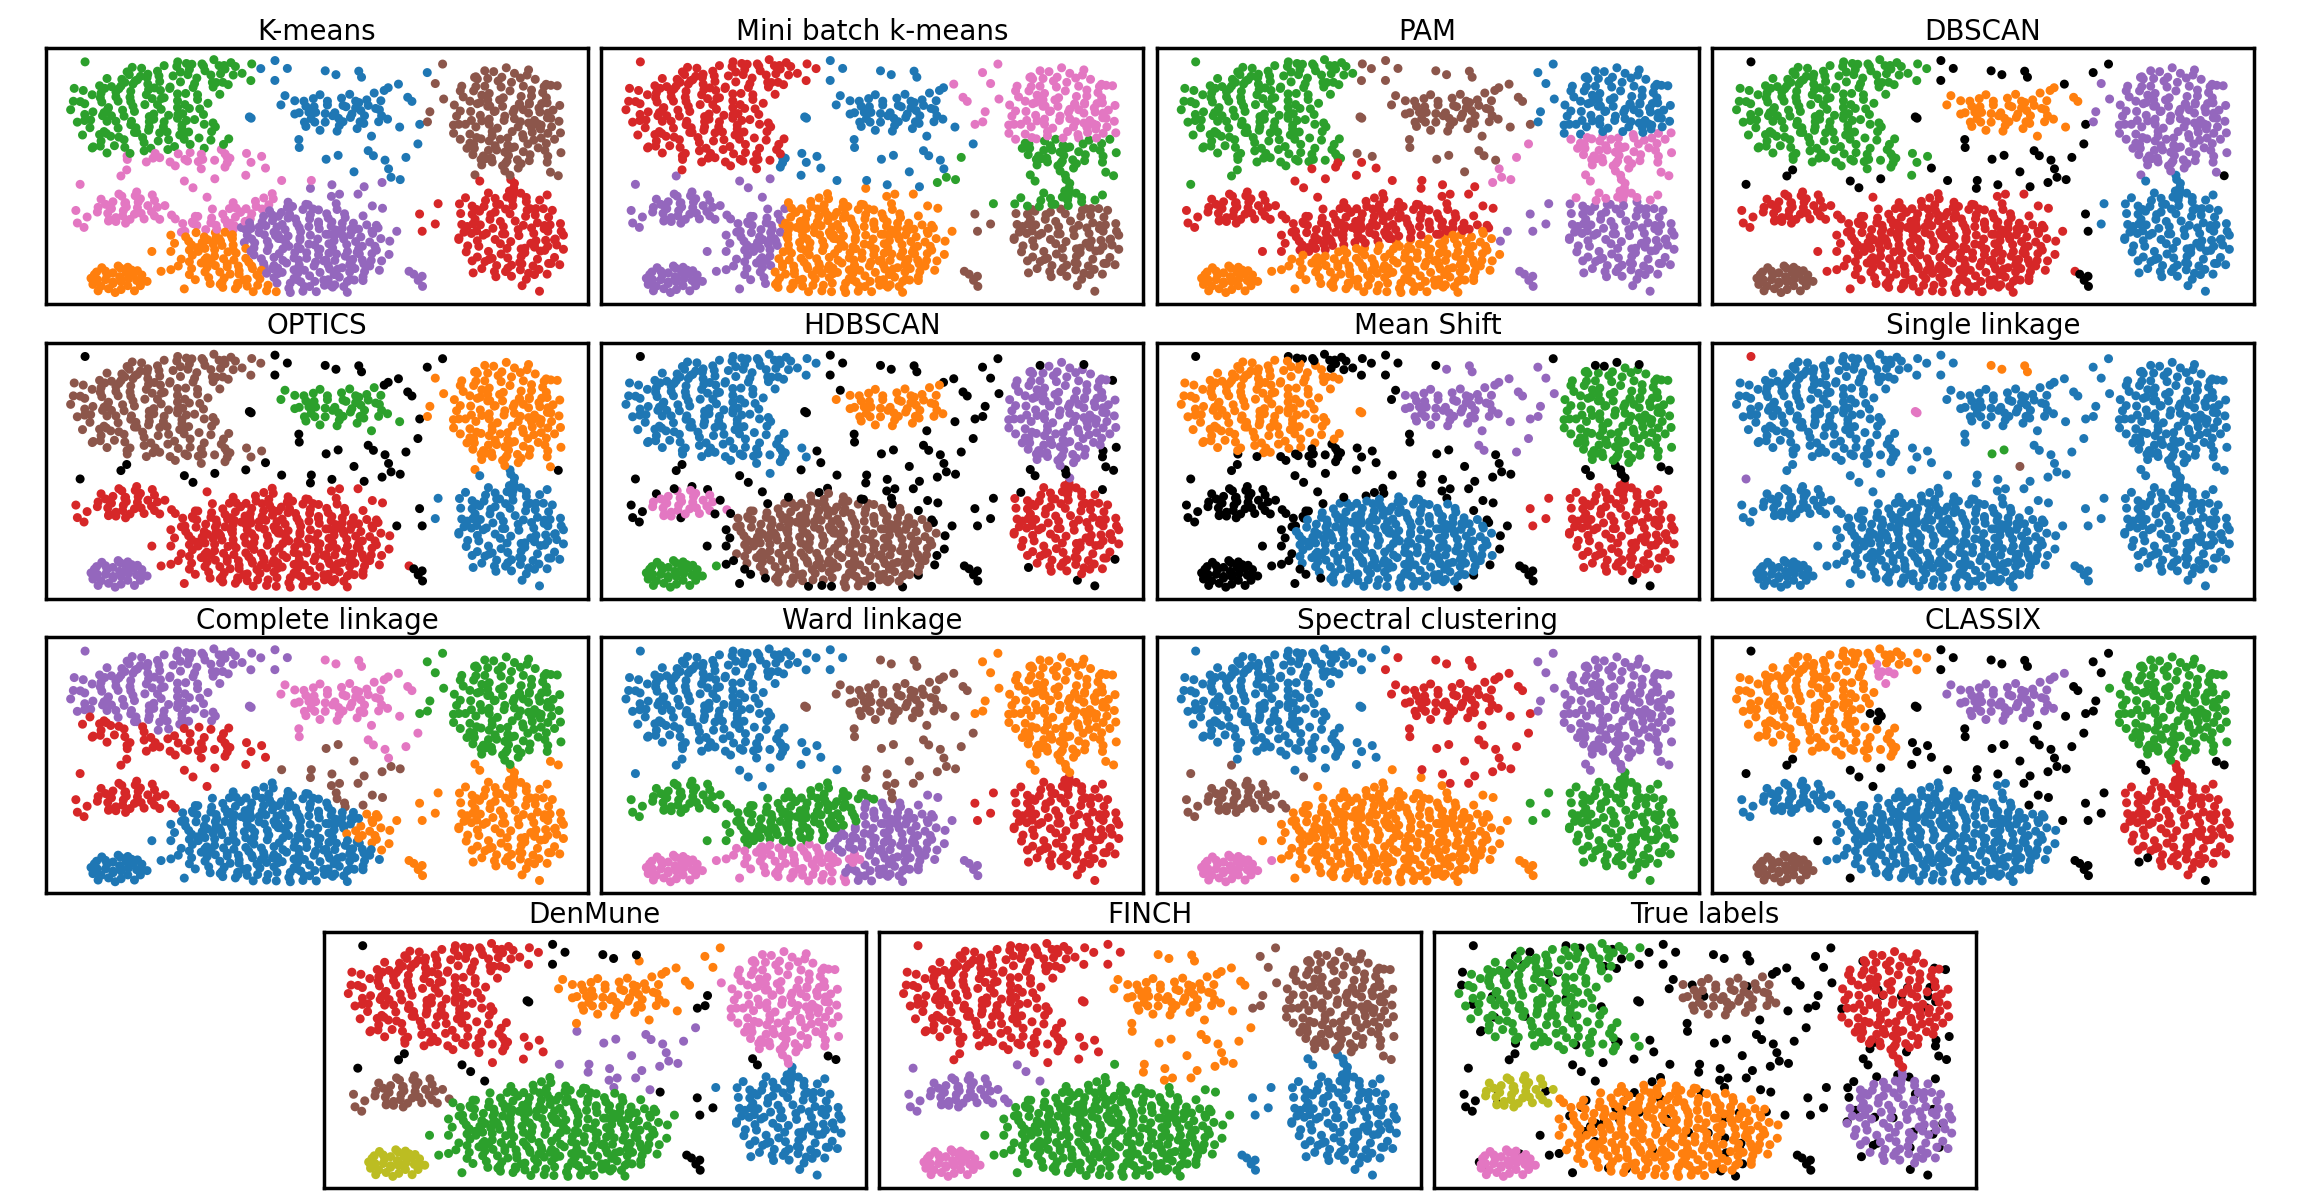 K-means
Mini batch k-means
PAM
DBSCAN
OPTICS
HDBSCAN
Mean Shift
Single linkage
Complete linkage
Ward linkage
Spectral clustering
CLASSIX
DenMune
FINCH
True labels